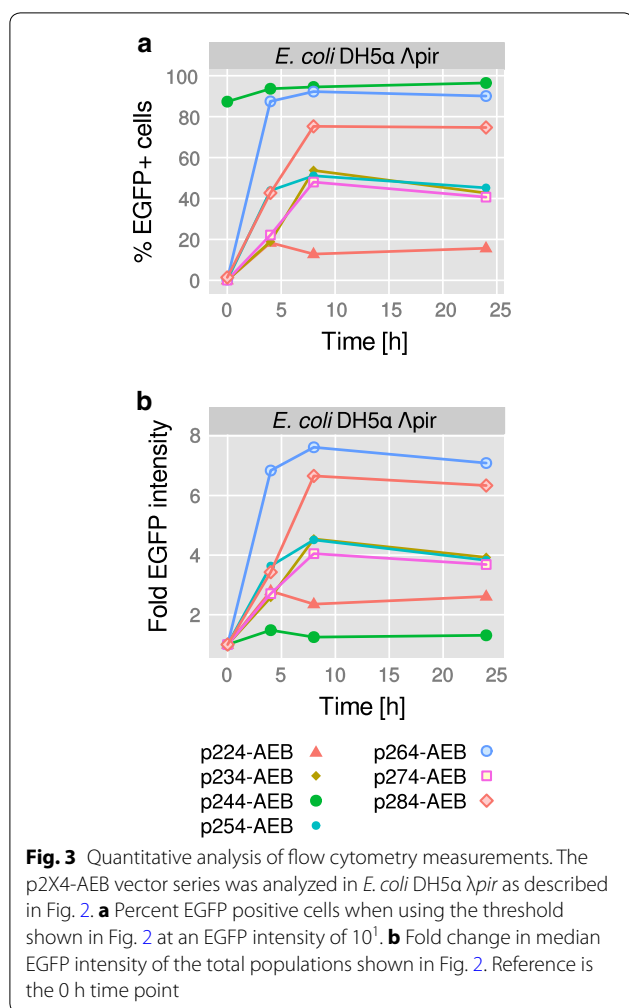 a
E. coli DH5α Λpir
100
80
60
40
20
0
% EGFP+ cells
0 5 10 15 20 25
Time [h]
b
E. coli DH5α Λpir
8
6
4
2
Fold EGFP intensity
0 5 10 15 20 25
Time [h]
p224-AEB
p234-AEB
p244-AEB
p254-AEB
p264-AEB
p274-AEB
p284-AEB
Fig. 3 Quantitative analysis of flow cytometry measurements. The
p2X4-AEB vector series was analyzed in E. coli DH5α λpir as described
in Fig. 2. a Percent EGFP positive cells when using the threshold
shown in Fig. 2 at an EGFP intensity of 10¹. b Fold change in median
EGFP intensity of the total populations shown in Fig. 2. Reference is
the 0 h time point